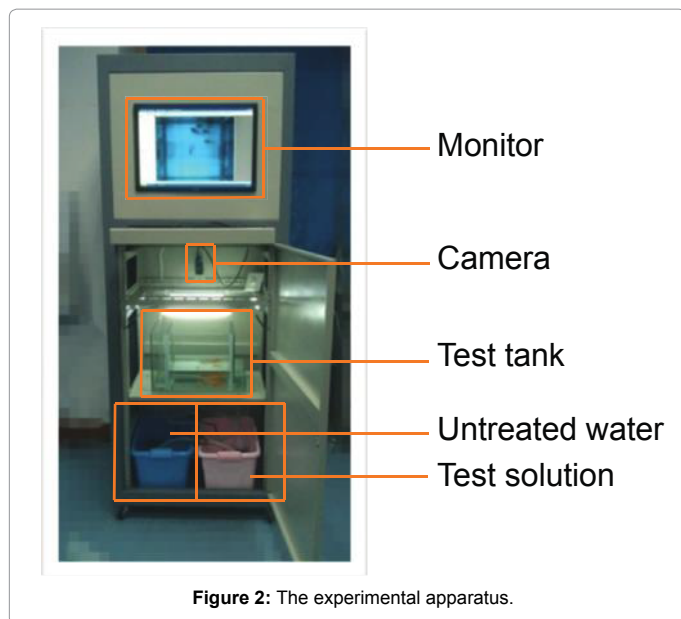 Monitor
Camera
Test tank
Untreated water
Test solution
Figure 2: The experimental apparatus.